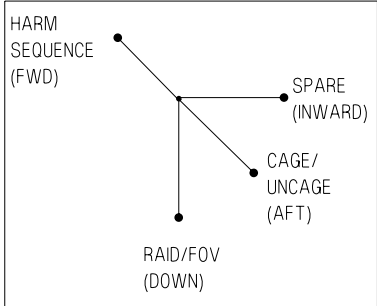 HARM
SEQUENCE
(FWD)
SPARE
(INWARD)
CAGE/
UNCAGE
(AFT)
RAID/FOV
(DOWN)